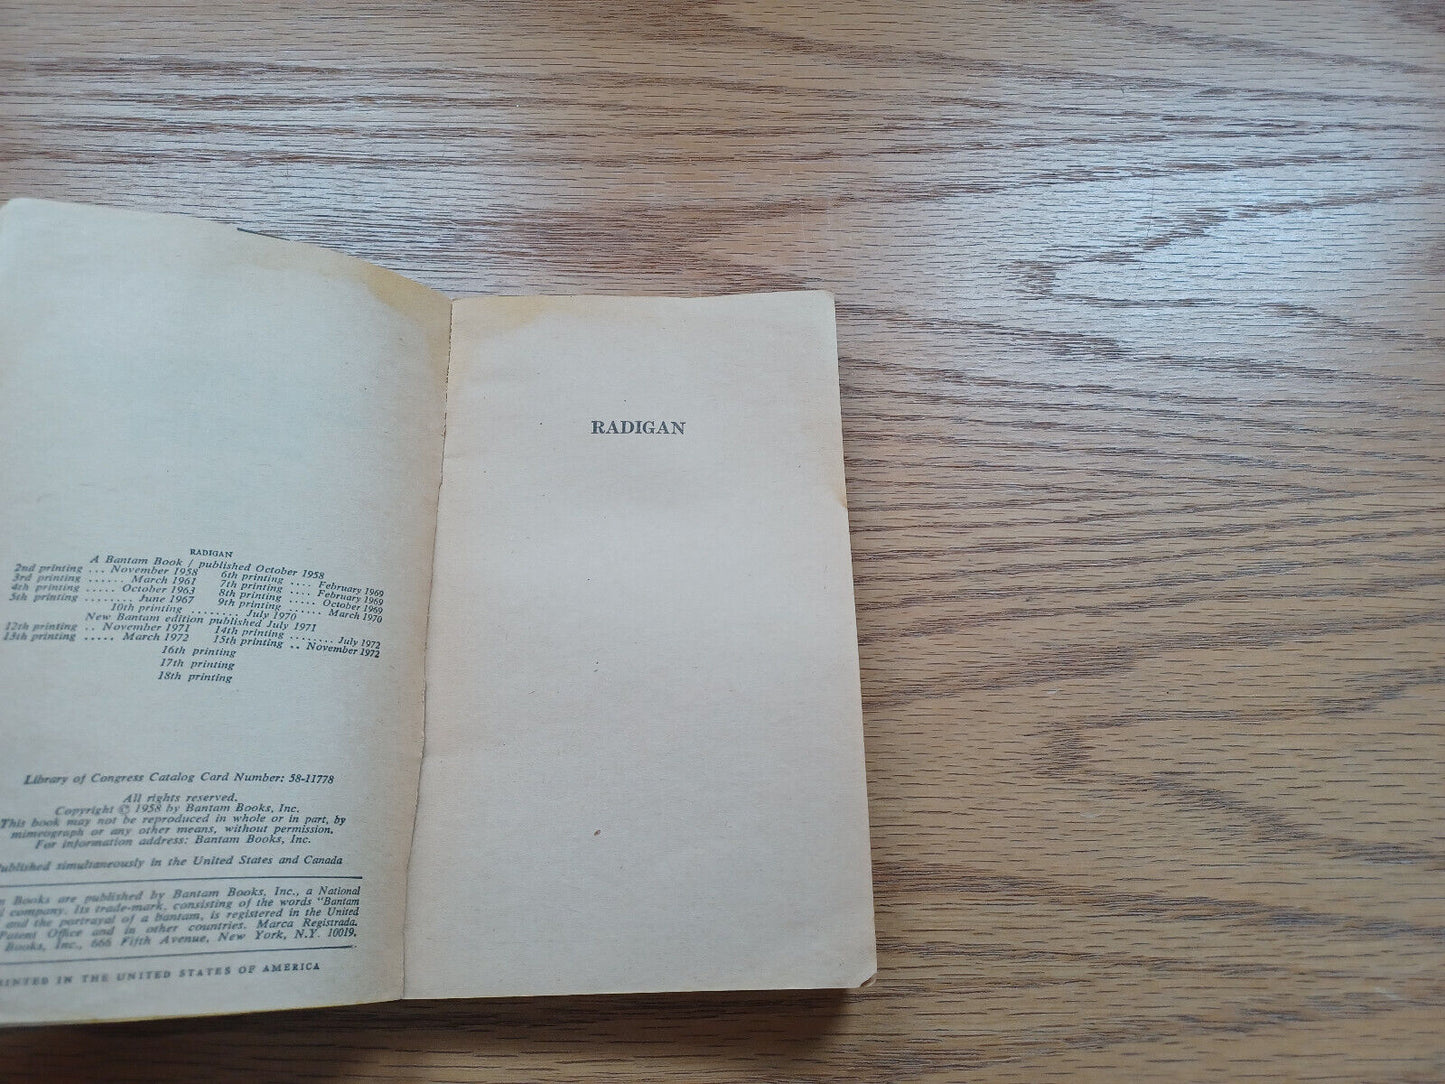 RADIGAN
A Bantam Book / published October 1958
2nd printing ... November 1958
3rd printing ...... March 1961
4th printing ..... October 1963
5th printing ......... June 1967
6th printing .... February 1969
7th printing .... February 1969
8th printing ..... October 1969
9th printing ...... March 1970
10th printing ......... July 1970
New Bantam edition published July 1971
12th printing .. November 1971
13th printing ..... March 1972
14th printing ........ July 1972
15th printing .. November 1972
16th printing
17th printing
18th printing
Library of Congress Catalog Card Number: 58-11778
All rights reserved.
Copyright © 1958 by Bantam Books, Inc.
This book may not be reproduced in whole or in part, by
mimeograph or any other means, without permission.
For information address: Bantam Books, Inc.
Published simultaneously in the United States and Canada
Books are published by Bantam Books, Inc., a National
company. Its trade-mark, consisting of the words "Bantam
and the portrayal of a bantam, is registered in the United
Patent Office and in other countries. Marca Registrada.
Books, Inc., 666 Fifth Avenue, New York, N.Y. 10019.
PRINTED IN THE UNITED STATES OF AMERICA
RADIGAN